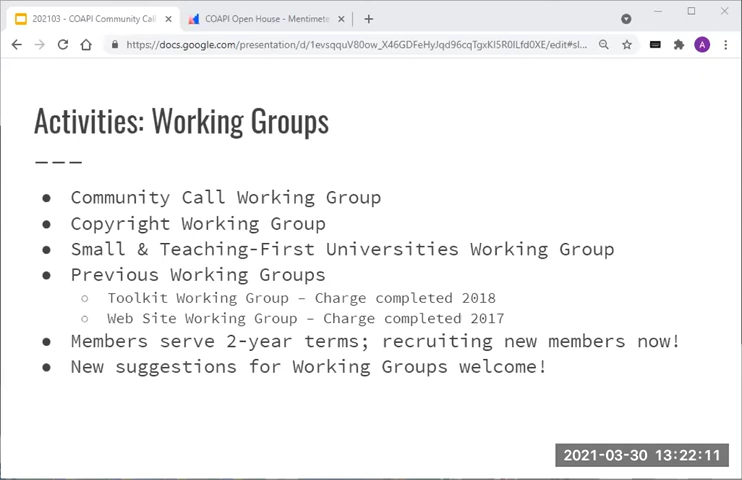 202103 - COAPI Community Call
COAPI Open House - Mentimete
https://docs.google.com/presentation/d/1evsqquV80ow_X46GDFeHyJqd96cqTgxKI5R0ILfd0XE/edit#sl...
A
Activities: Working Groups
———
● Community Call Working Group
● Copyright Working Group
● Small & Teaching-First Universities Working Group
● Previous Working Groups
○ Toolkit Working Group – Charge completed 2018
○ Web Site Working Group – Charge completed 2017
● Members serve 2-year terms; recruiting new members now!
● New suggestions for Working Groups welcome!
2021-03-30 13:22:11